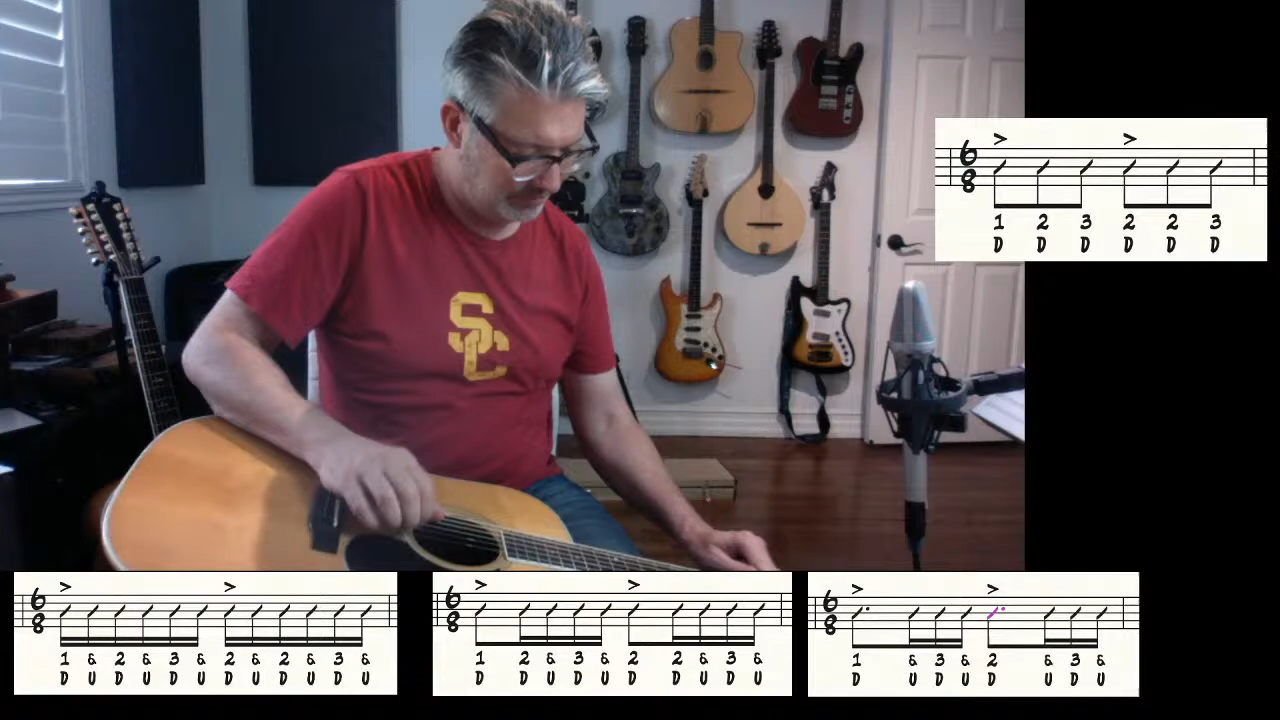 SC
>      >
6
8
1 2 3 2 2 3
D D D D D D
>      >
6
8
1 & 2 & 3 & 2 & 2 & 3 &
D U D U D U D U D U D U
>      >
6
8
1 2 & 3 & 2 2 & 3 &
D D U D U D D U D U
>      >
6
8
1 & 3 & 2 & 3 &
D U D U D U D U